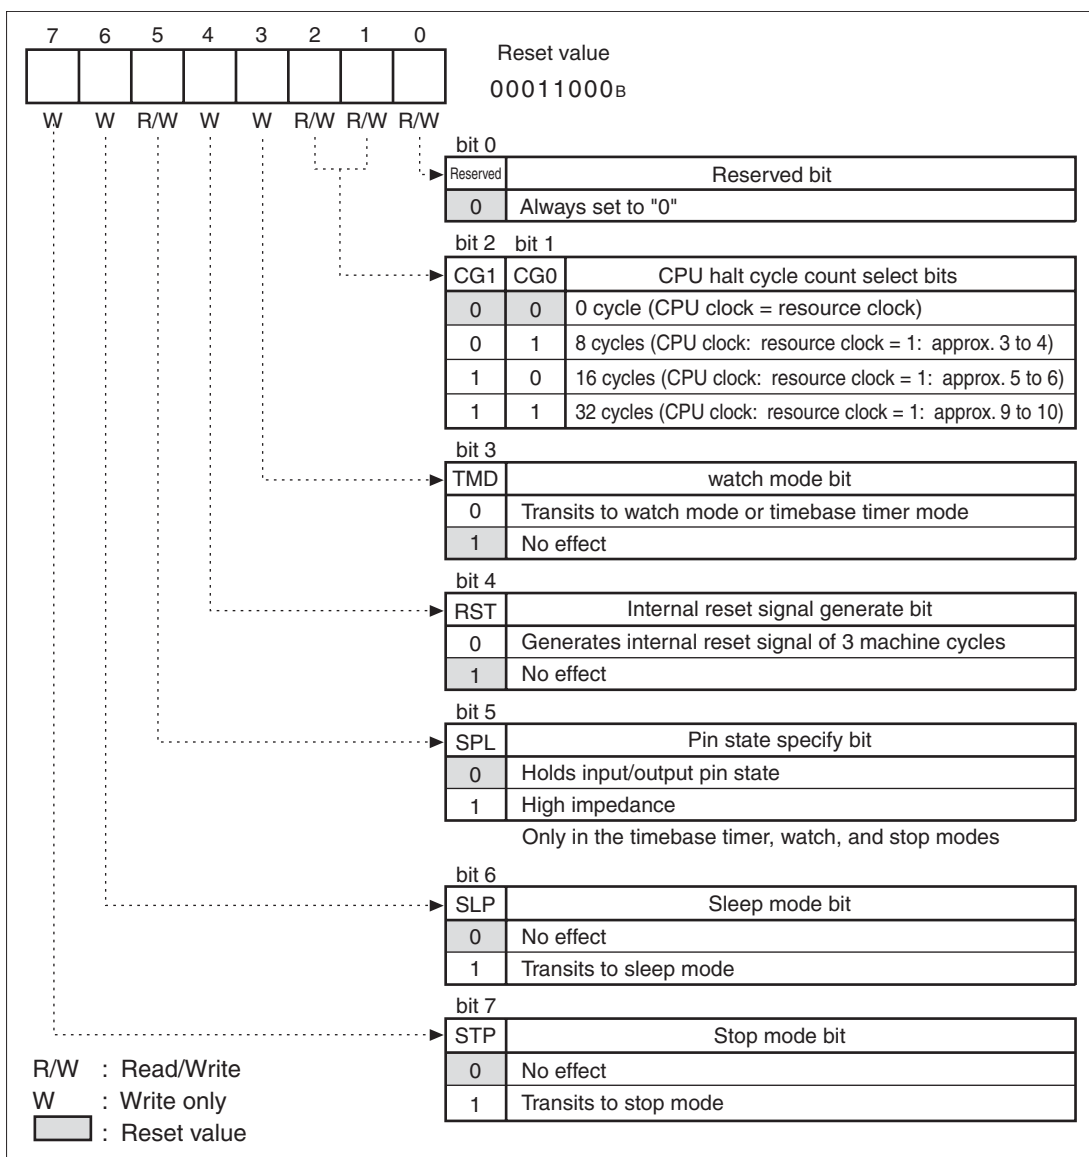 7 6 5 4 3 2 1 0
Reset value
00011000B
W W R/W W W R/W R/W R/W
bit 0
Reserved Reserved bit
0 Always set to "0"
bit 2 bit 1
CG1 CG0 CPU halt cycle count select bits
0 0 0 cycle (CPU clock = resource clock)
0 1 8 cycles (CPU clock: resource clock = 1: approx. 3 to 4)
1 0 16 cycles (CPU clock: resource clock = 1: approx. 5 to 6)
1 1 32 cycles (CPU clock: resource clock = 1: approx. 9 to 10)
bit 3
TMD watch mode bit
0 Transits to watch mode or timebase timer mode
1 No effect
bit 4
RST Internal reset signal generate bit
0 Generates internal reset signal of 3 machine cycles
1 No effect
bit 5
SPL Pin state specify bit
0 Holds input/output pin state
1 High impedance
Only in the timebase timer, watch, and stop modes
bit 6
SLP Sleep mode bit
0 No effect
1 Transits to sleep mode
bit 7
STP Stop mode bit
0 No effect
1 Transits to stop mode
R/W : Read/Write
W : Write only
: Reset value